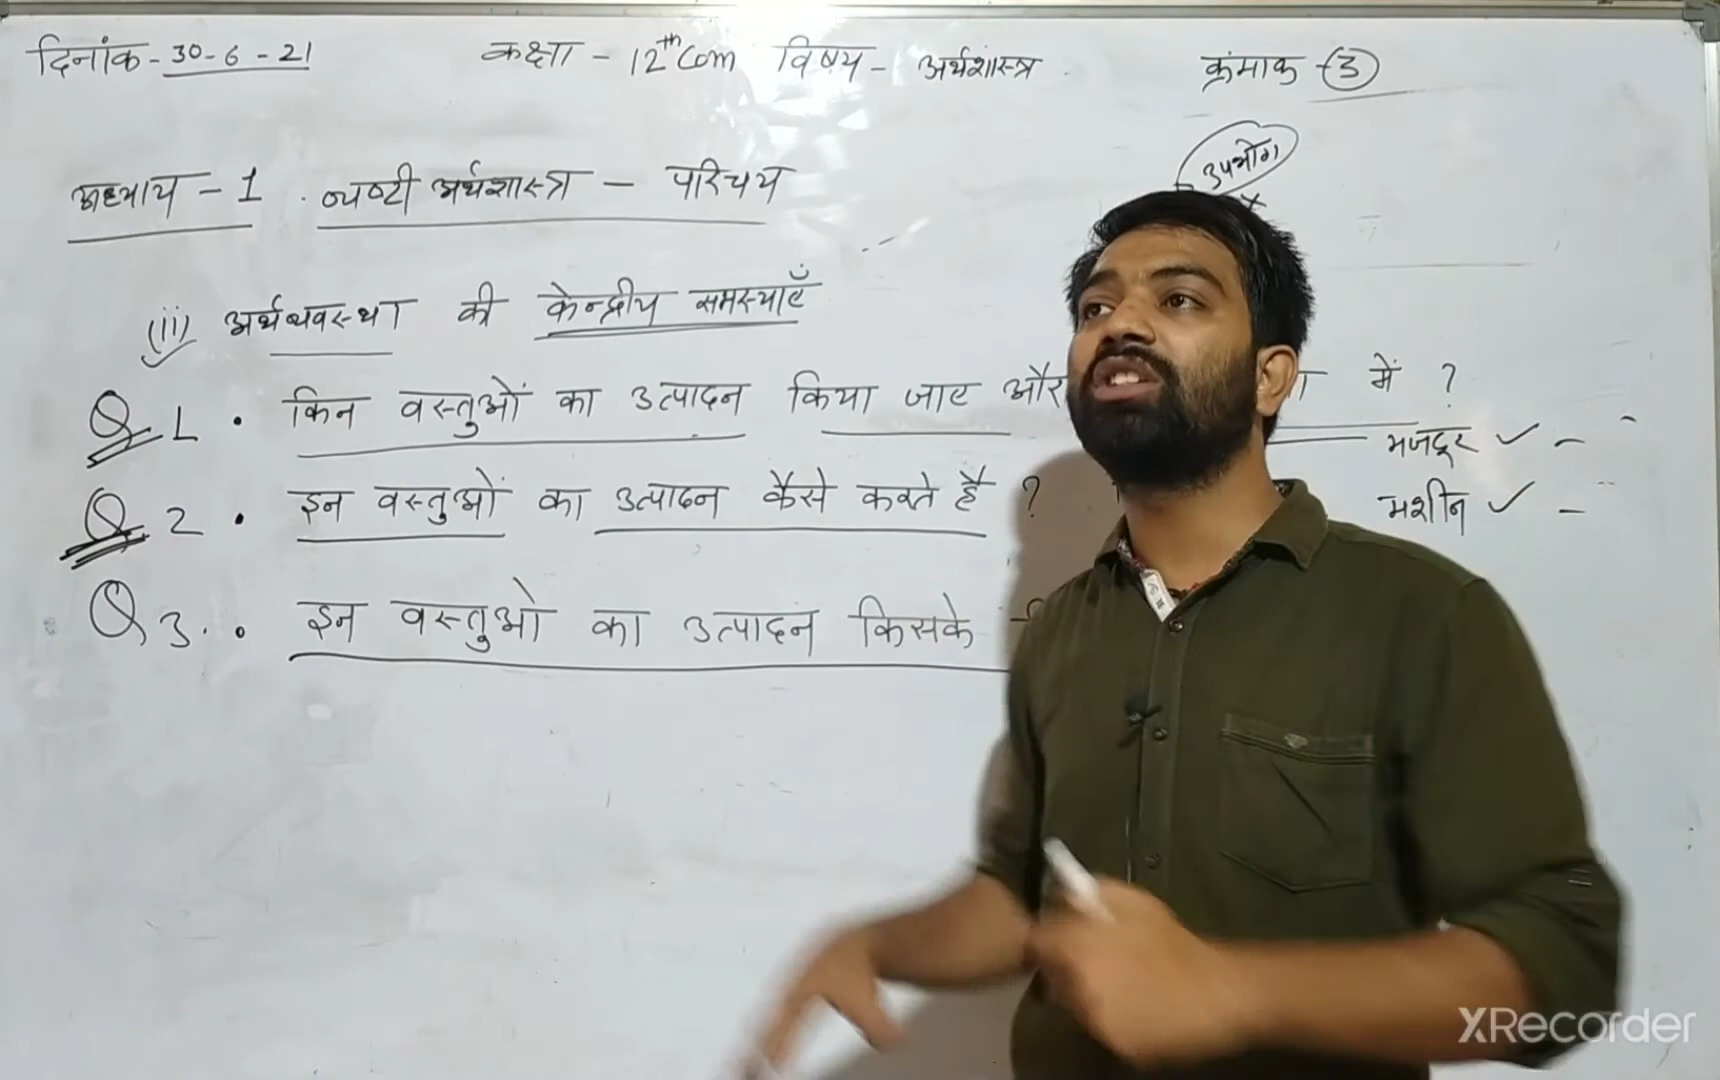 दिनांक - 30-6-21 कक्षा - 12th Com विषय - अर्थशास्त्र क्रंमाक - 3
उपभोग
अध्याय - 1 व्यष्टी अर्थशास्त्र - परिचय
(ii) अर्थव्यवस्था की केन्द्रीय समस्याएँ
Q 1 • किन वस्तुओं का उत्पादन किया जाए और में ?
मजदूर ✓ -
Q 2 • इन वस्तुओं का उत्पादन कैसे करते है ?
मशीन ✓ -
Q 3. • इन वस्तुओ का उत्पादन किसके
XRecorder